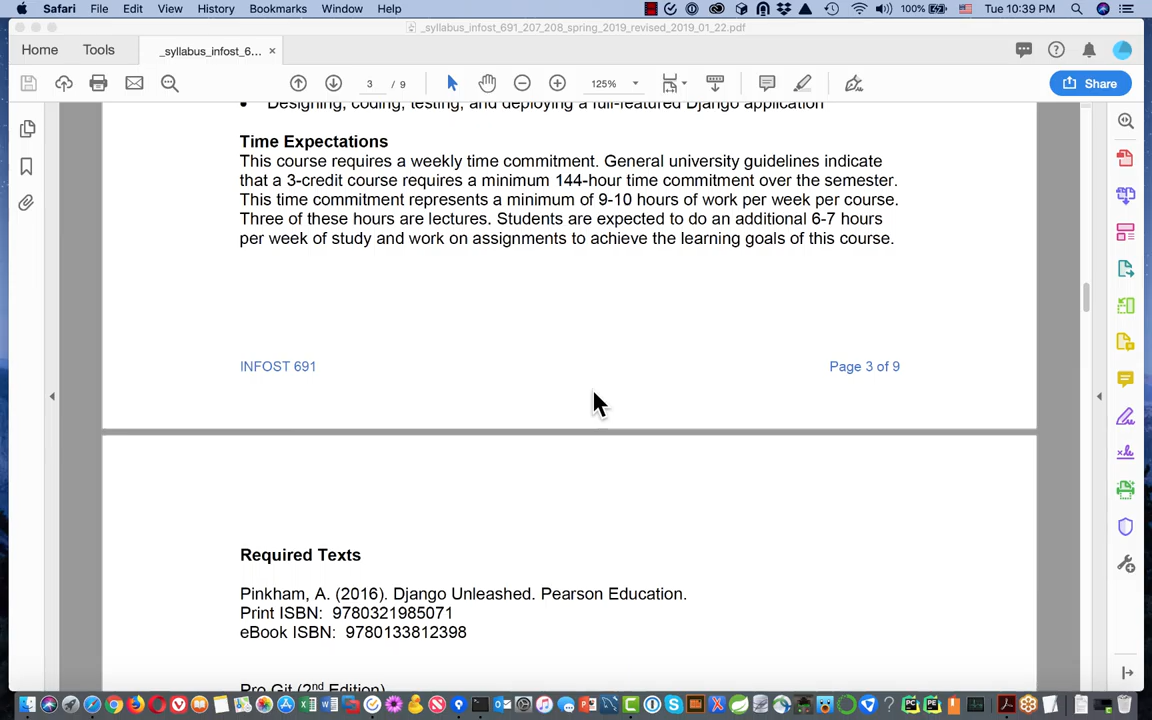 Safari File Edit View History Bookmarks Window Help 100% Tue 10:39 PM
_syllabus_infost_691_207_208_spring_2019_revised_2019_01_22.pdf
Home Tools _syllabus_infost_6... ×
3 / 9 125% Share
• Designing, coding, testing, and deploying a full-featured Django application
Time Expectations
This course requires a weekly time commitment. General university guidelines indicate
that a 3-credit course requires a minimum 144-hour time commitment over the semester.
This time commitment represents a minimum of 9-10 hours of work per week per course.
Three of these hours are lectures. Students are expected to do an additional 6-7 hours
per week of study and work on assignments to achieve the learning goals of this course.
INFOST 691 Page 3 of 9
Required Texts
Pinkham, A. (2016). Django Unleashed. Pearson Education.
Print ISBN: 9780321985071
eBook ISBN: 9780133812398
Pro Git (2nd Edition)